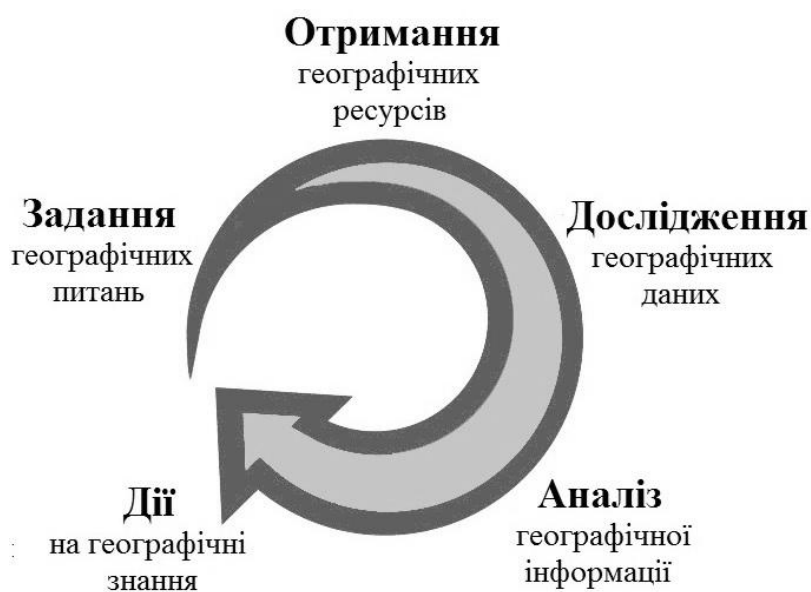 Отримання
географічних
ресурсів
Задання
географічних
питань
Дослідження
географічних
даних
Дії
на географічні
знання
Аналіз
географічної
інформації